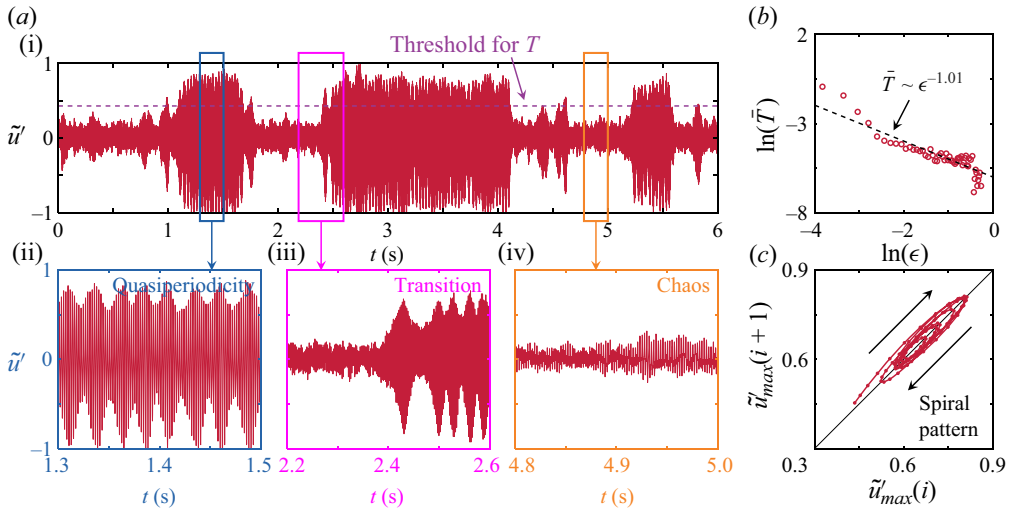 (a)
(i)
Threshold for T
1
0
−1
ũ′
0
1
2
3
4
5
6
t (s)
(ii)
Quasiperiodicity
1
0
−1
ũ′
1.3
1.4
1.5
t (s)
(iii)
Transition
2.2
2.4
2.6
t (s)
(iv)
Chaos
4.8
4.9
5.0
t (s)
(b)
2
−3
−8
ln(T̄)
T̄ ~ ϵ^−1.01
−4
−2
0
ln(ϵ)
(c)
0.9
0.6
0.3
ũ′max(i + 1)
Spiral
pattern
0.6
0.9
ũ′max(i)